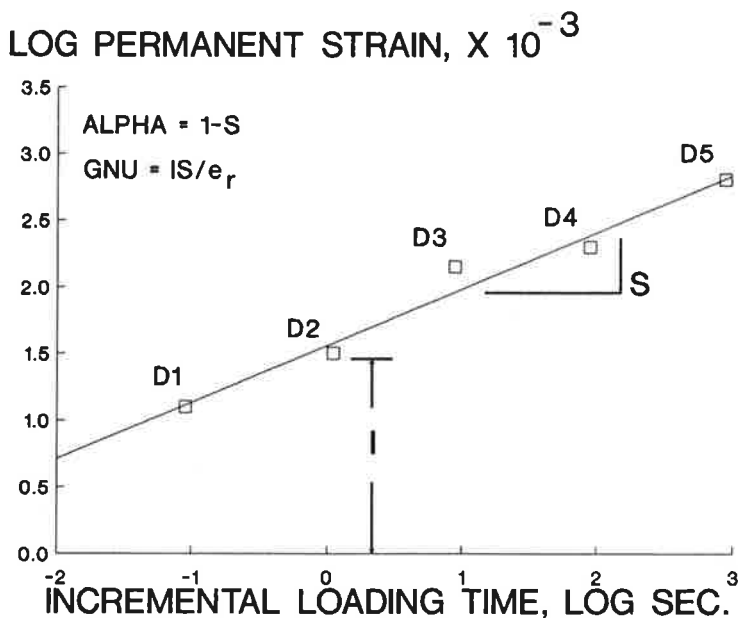 LOG PERMANENT STRAIN, X 10⁻³
3.5
ALPHA = 1-S
3.0
GNU = IS/eᵣ
D5
2.5
D4
D3
2.0
S
D2
1.5
D1
1.0
I
0.5
0.0
-2 -1 0 1 2 3
INCREMENTAL LOADING TIME, LOG SEC.